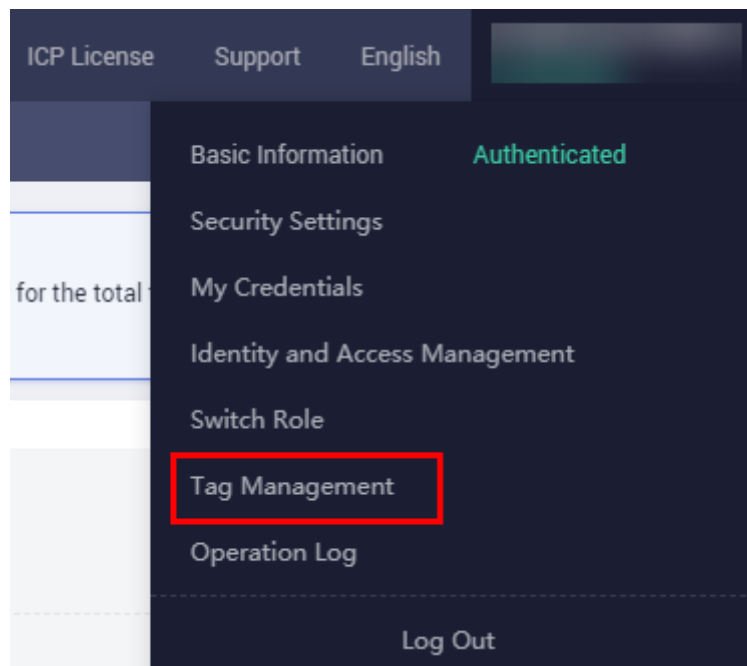 ICP License Support English
Basic Information Authenticated
Security Settings
for the total
My Credentials
Identity and Access Management
Switch Role
Tag Management
Operation Log
Log Out